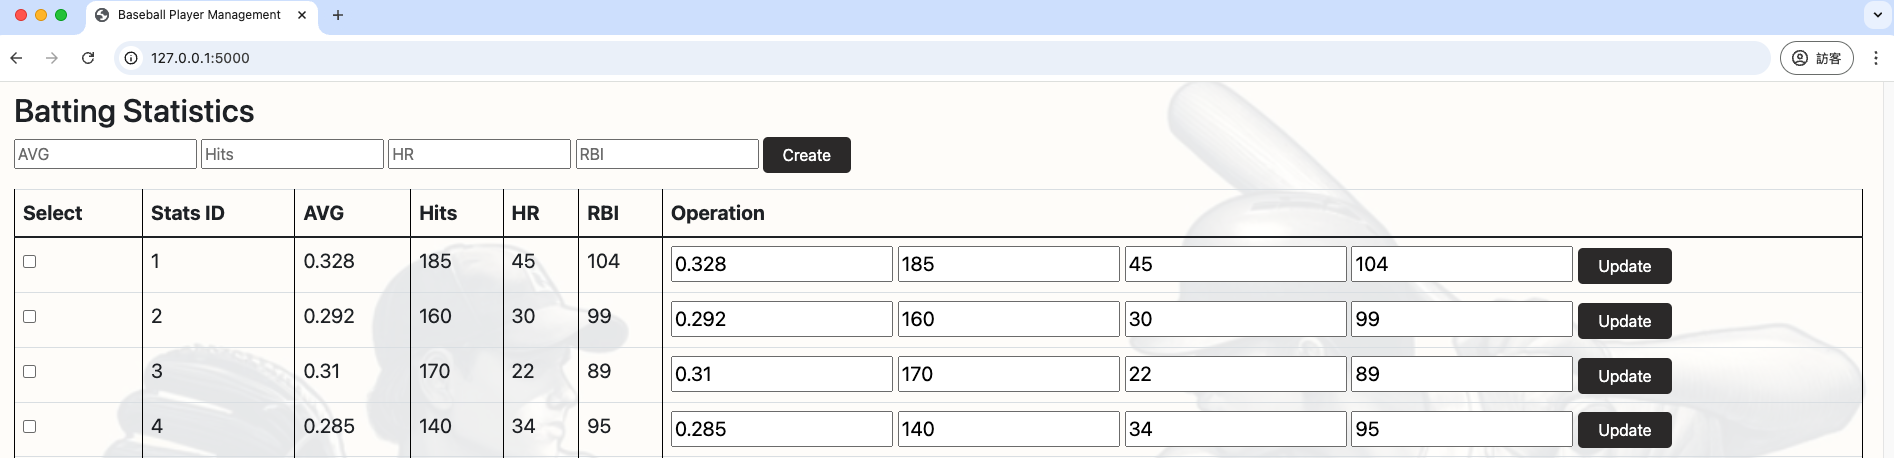 Baseball Player Management
127.0.0.1:5000
訪客
Batting Statistics
AVG Hits HR RBI Create
Select Stats ID AVG Hits HR RBI Operation
1 0.328 185 45 104 0.328 185 45 104 Update
2 0.292 160 30 99 0.292 160 30 99 Update
3 0.31 170 22 89 0.31 170 22 89 Update
4 0.285 140 34 95 0.285 140 34 95 Update